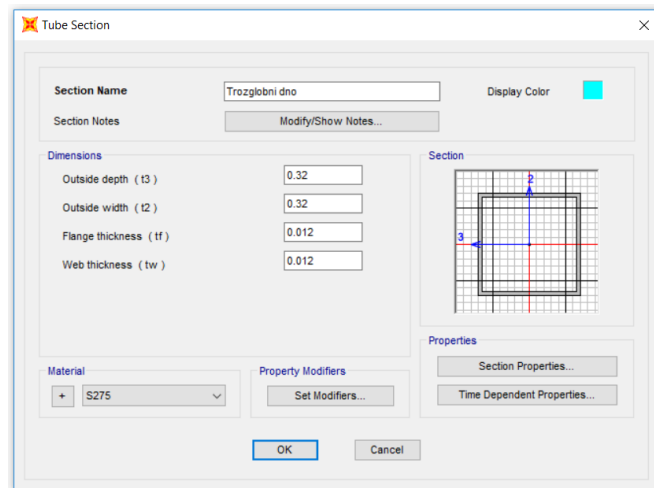 Tube Section
Section Name Trozglobni dno Display Color
Section Notes Modify/Show Notes...
Dimensions
Outside depth ( t3 ) 0.32
Outside width ( t2 ) 0.32
Flange thickness ( tf ) 0.012
Web thickness ( tw ) 0.012
Section
2
3
Properties
Section Properties...
Time Dependent Properties...
Material
+ S275
Property Modifiers
Set Modifiers...
OK Cancel